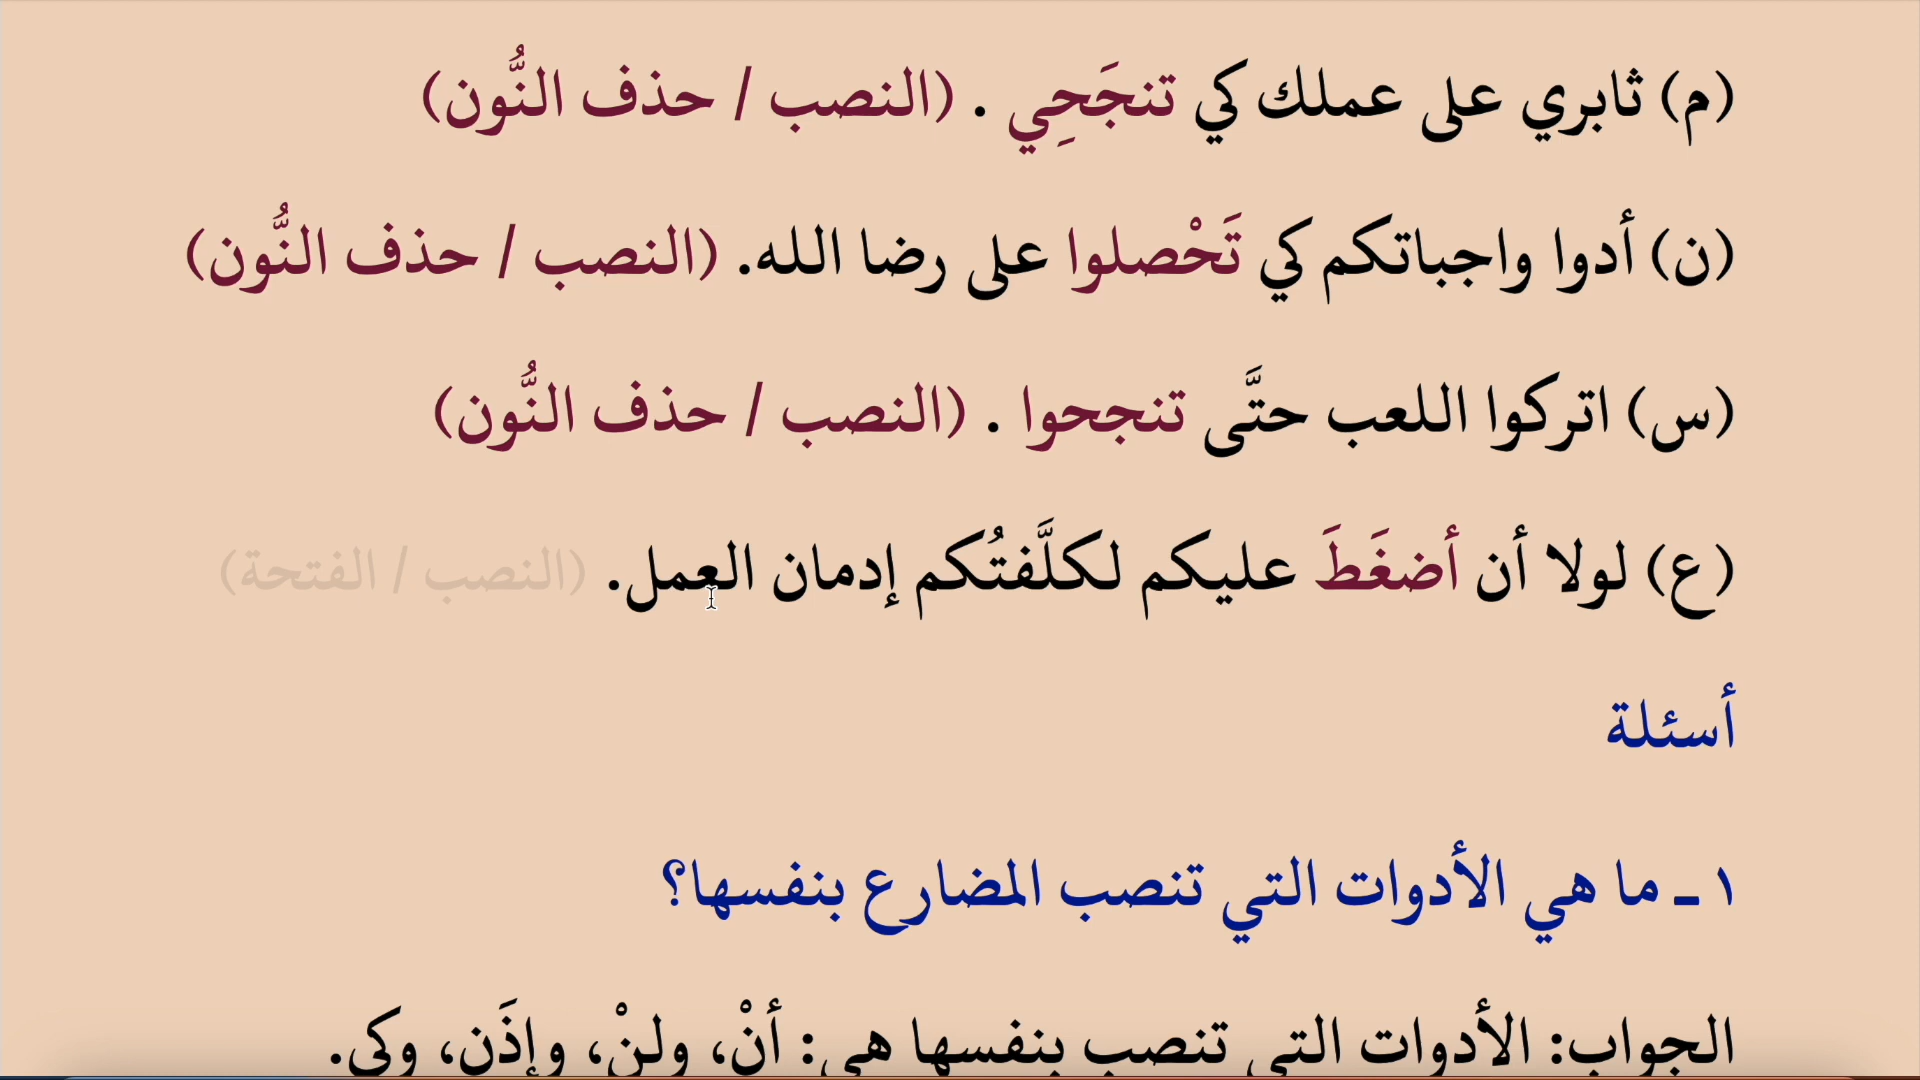 (م) ثابري على عملك كي تنجَحِي . (النصب / حذف النُّون)
(ن) أدوا واجباتكم كي تَحْصلوا على رضا الله. (النصب / حذف النُّون)
(س) اتركوا اللعب حتَّى تنجحوا . (النصب / حذف النُّون)
(ع) لولا أن أضغَطَ عليكم لكلَّفتُكم إدمان العمل. (النصب / الفتحة)
أسئلة
١ ـ ما هي الأدوات التي تنصب المضارع بنفسها؟
الجواب: الأدوات التي تنصب بنفسها هي: أنْ، ولنْ، وإذَن، وكي.